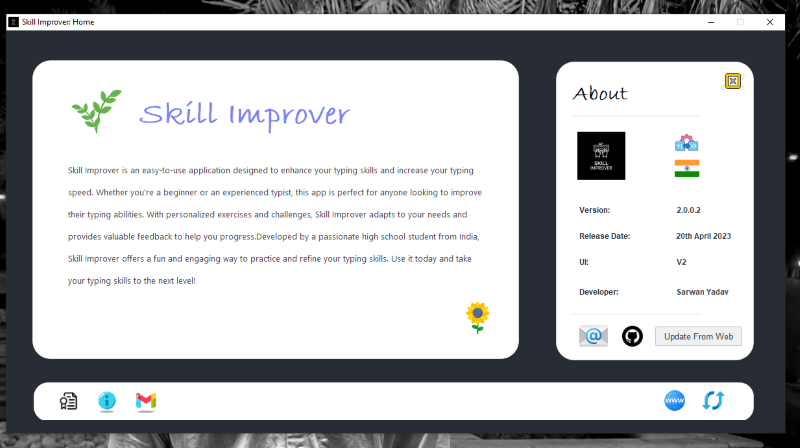 Skill Improver: Home
Skill Improver
Skill Improver is an easy-to-use application designed to enhance your typing skills and increase your typing
speed. Whether you're a beginner or an experienced typist, this app is perfect for anyone looking to improve
their typing abilities. With personalized exercises and challenges, Skill Improver adapts to your needs and
provides valuable feedback to help you progress.Developed by a passionate high school student from India,
Skill Improver offers a fun and engaging way to practice and refine your typing skills. Use it today and take
your typing skills to the next level!
About
SKILL
IMPROVER
Version: 2.0.0.2
Release Date: 20th April 2023
UI: V2
Developer: Sarwan Yadav
@
Update From Web
www